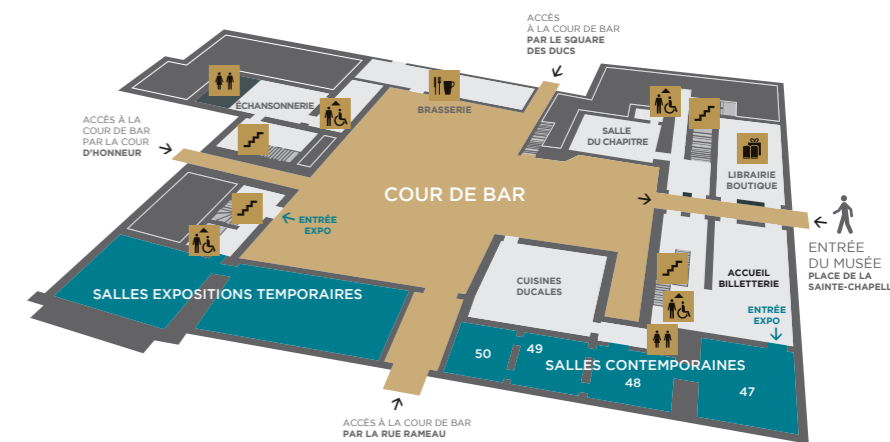 ACCÈS
À LA COUR DE BAR
PAR LE SQUARE
DES DUCS
ÉCHANSONNERIE
BRASSERIE
ACCÈS À LA
COUR DE BAR
PAR LA COUR
D'HONNEUR
SALLE
DU CHAPITRE
LIBRAIRIE
BOUTIQUE
COUR DE BAR
ENTRÉE
EXPO
ENTRÉE
DU MUSÉE
PLACE DE LA
SAINTE-CHAPELL
CUISINES
DUCALES
ACCUEIL
BILLETTERIE
SALLES EXPOSITIONS TEMPORAIRES
ENTRÉE
EXPO
50
49
SALLES CONTEMPORAINES
48
47
ACCÈS À LA COUR DE BAR
PAR LA RUE RAMEAU